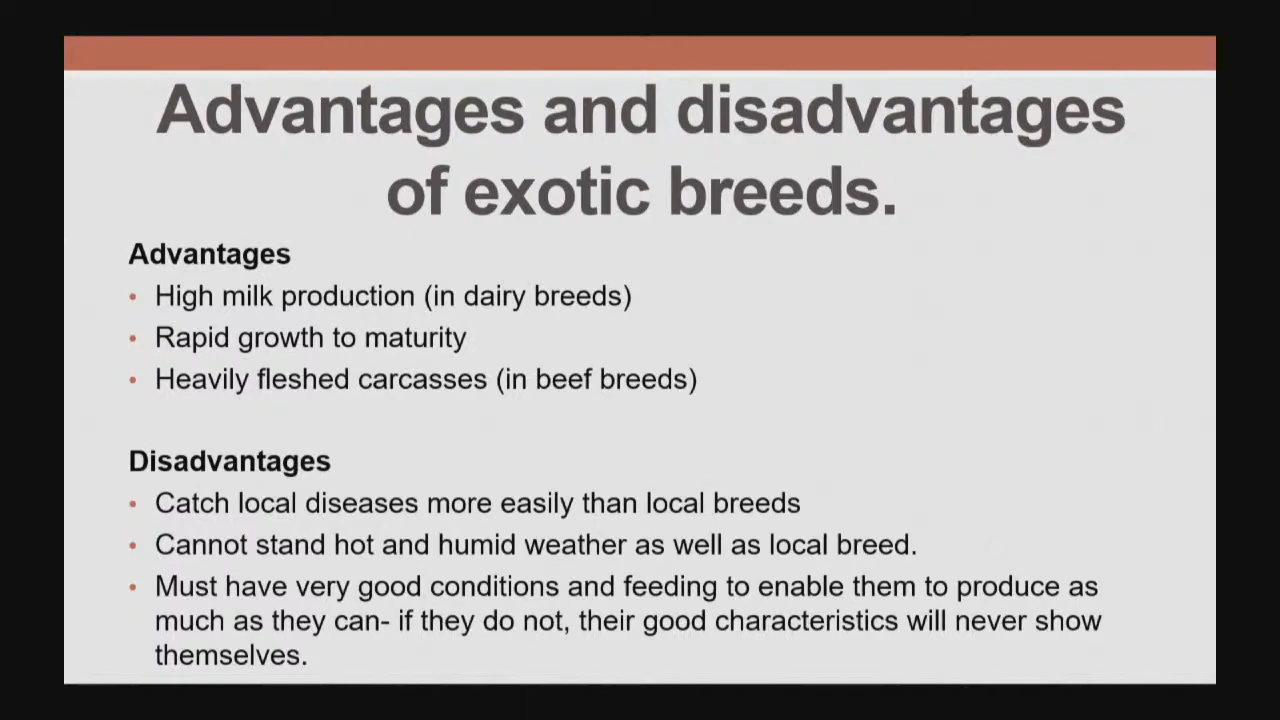 Advantages and disadvantages
of exotic breeds.
Advantages
• High milk production (in dairy breeds)
• Rapid growth to maturity
• Heavily fleshed carcasses (in beef breeds)
Disadvantages
• Catch local diseases more easily than local breeds
• Cannot stand hot and humid weather as well as local breed.
• Must have very good conditions and feeding to enable them to produce as
much as they can- if they do not, their good characteristics will never show
themselves.